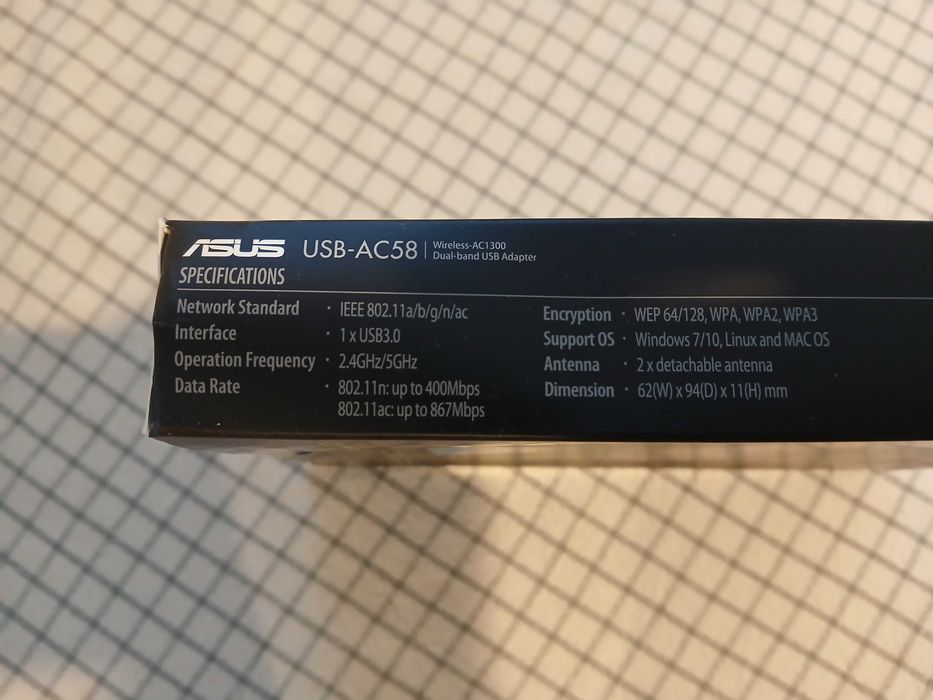 ASUS USB-AC58 | Wireless-AC1300
Dual-band USB Adapter
SPECIFICATIONS
Network Standard · IEEE 802.11a/b/g/n/ac
Interface · 1 x USB3.0
Operation Frequency · 2.4GHz/5GHz
Data Rate · 802.11n: up to 400Mbps
802.11ac: up to 867Mbps
Encryption · WEP 64/128, WPA, WPA2, WPA3
Support OS · Windows 7/10, Linux and MAC OS
Antenna · 2 x detachable antenna
Dimension · 62(W) x 94(D) x 11(H) mm